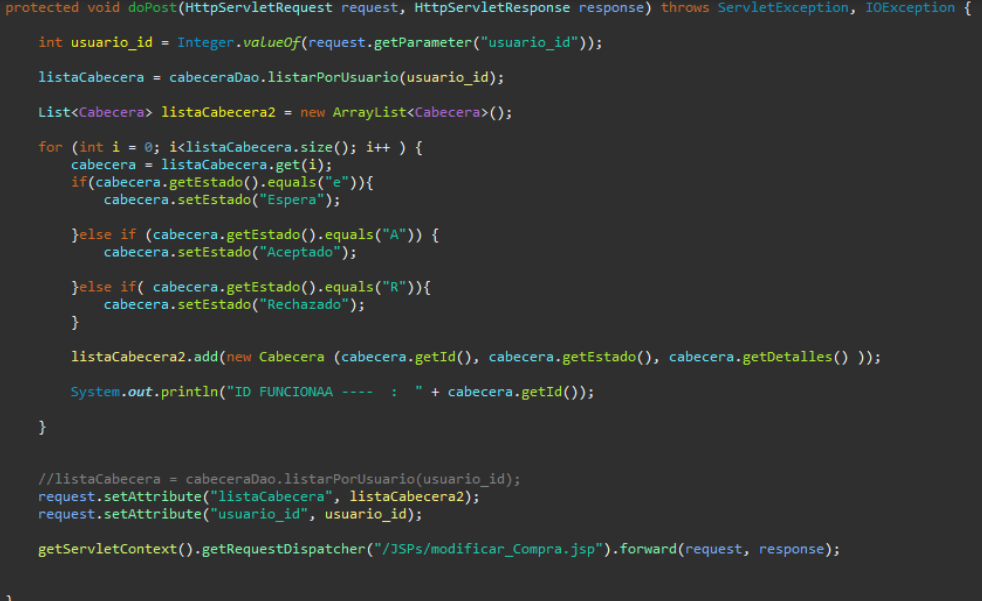 protected void doPost(HttpServletRequest request, HttpServletResponse response) throws ServletException, IOException {
int usuario_id = Integer.valueOf(request.getParameter("usuario_id"));
listaCabecera = cabeceraDao.listarPorUsuario(usuario_id);
List<Cabecera> listaCabecera2 = new ArrayList<Cabecera>();
for (int i = 0; i<listaCabecera.size(); i++ ) {
cabecera = listaCabecera.get(i);
if(cabecera.getEstado().equals("e")){
cabecera.setEstado("Espera");
}else if (cabecera.getEstado().equals("A")) {
cabecera.setEstado("Aceptado");
}else if( cabecera.getEstado().equals("R")){
cabecera.setEstado("Rechazado");
}
listaCabecera2.add(new Cabecera (cabecera.getId(), cabecera.getEstado(), cabecera.getDetalles() ));
System.out.println("ID FUNCIONAA ----  :  " + cabecera.getId());
}
//listaCabecera = cabeceraDao.listarPorUsuario(usuario_id);
request.setAttribute("listaCabecera", listaCabecera2);
request.setAttribute("usuario_id", usuario_id);
getServletContext().getRequestDispatcher("/JSPs/modificar_Compra.jsp").forward(request, response);
}